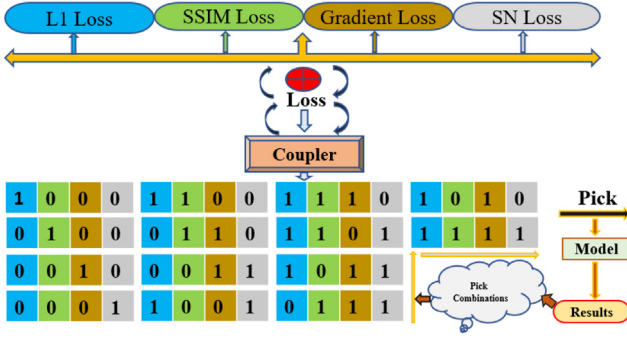 L1 Loss SSIM Loss Gradient Loss SN Loss
Loss
Coupler
1 0 0 0 1 1 0 0 1 1 1 0 1 0 1 0
0 1 0 0 0 1 1 0 1 1 0 1 1 1 1 1
0 0 1 0 0 0 1 1 1 0 1 1
0 0 0 1 1 0 0 1 0 1 1 1
Pick
Model
Pick
Combinations
Results